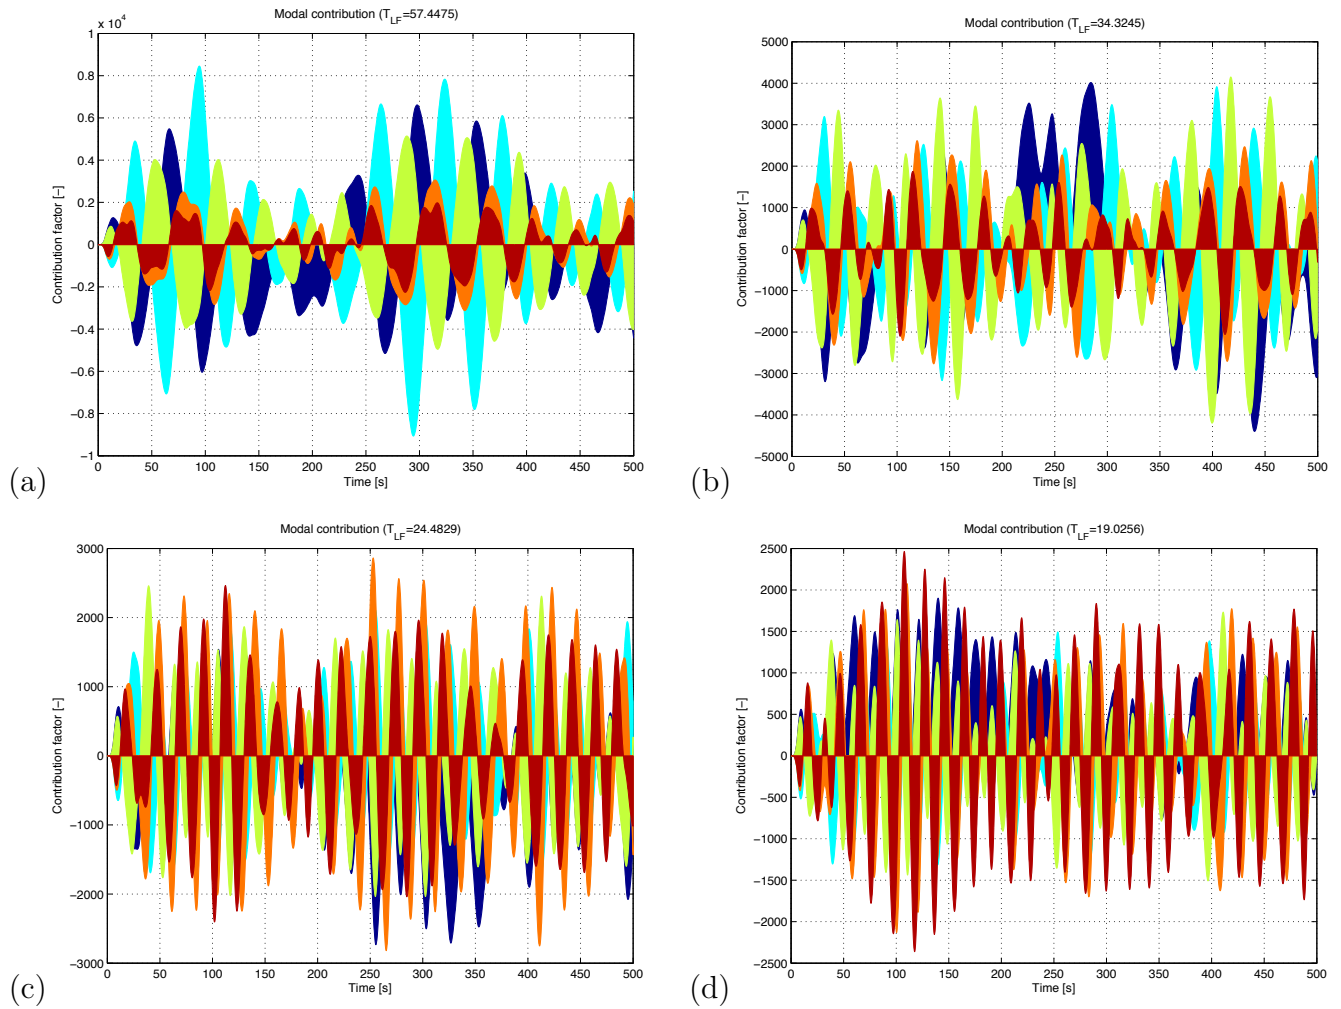 Modal contribution (T_LF=57.4475)
x 10^4
1
0.8
0.6
0.4
0.2
0
−0.2
−0.4
−0.6
−0.8
−1
Contribution factor [−]
0 50 100 150 200 250 300 350 400 450 500
Time [s]
(a)
Modal contribution (T_LF=34.3245)
5000
4000
3000
2000
1000
0
−1000
−2000
−3000
−4000
−5000
Contribution factor [−]
0 50 100 150 200 250 300 350 400 450 500
Time [s]
(b)
Modal contribution (T_LF=24.4829)
3000
2000
1000
0
−1000
−2000
−3000
Contribution factor [−]
0 50 100 150 200 250 300 350 400 450 500
Time [s]
(c)
Modal contribution (T_LF=19.0256)
2500
2000
1500
1000
500
0
−500
−1000
−1500
−2000
−2500
Contribution factor [−]
0 50 100 150 200 250 300 350 400 450 500
Time [s]
(d)